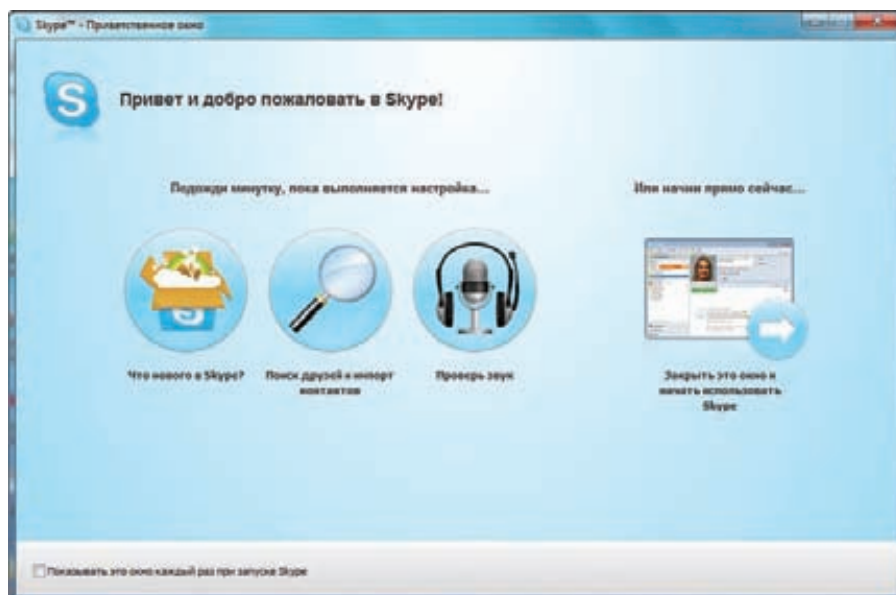 Skype™ - Приветственное окно
S
Привет и добро пожаловать в Skype!
Подожди минутку, пока выполняется настройка...
Или начни прямо сейчас...
S
Что нового в Skype?
Поиск друзей и импорт
контактов
Проверь звук
Закрыть это окно и
начать использовать
Skype
Показывать это окно каждый раз при запуске Skype